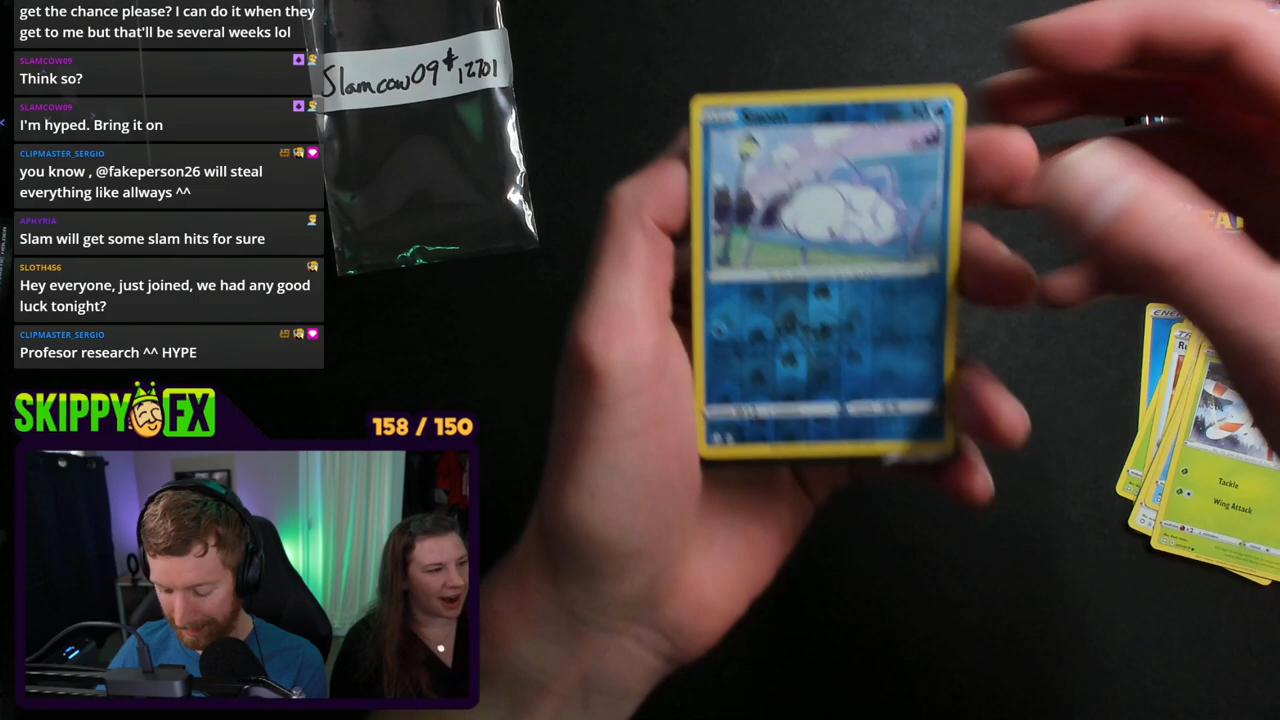 get the chance please? I can do it when they
get to me but that'll be several weeks lol
SLAMCOW09
Think so?
SLAMCOW09
I'm hyped. Bring it on
CLIPMASTER_SERGIO
you know , @fakeperson26 will steal
everything like allways ^^
APHYRIA
Slam will get some slam hits for sure
SLOTH456
Hey everyone, just joined, we had any good
luck tonight?
CLIPMASTER_SERGIO
Profesor research ^^ HYPE
Slamcow09 #12701
SKIPPY FX
158 / 150
Tackle
Wing Attack